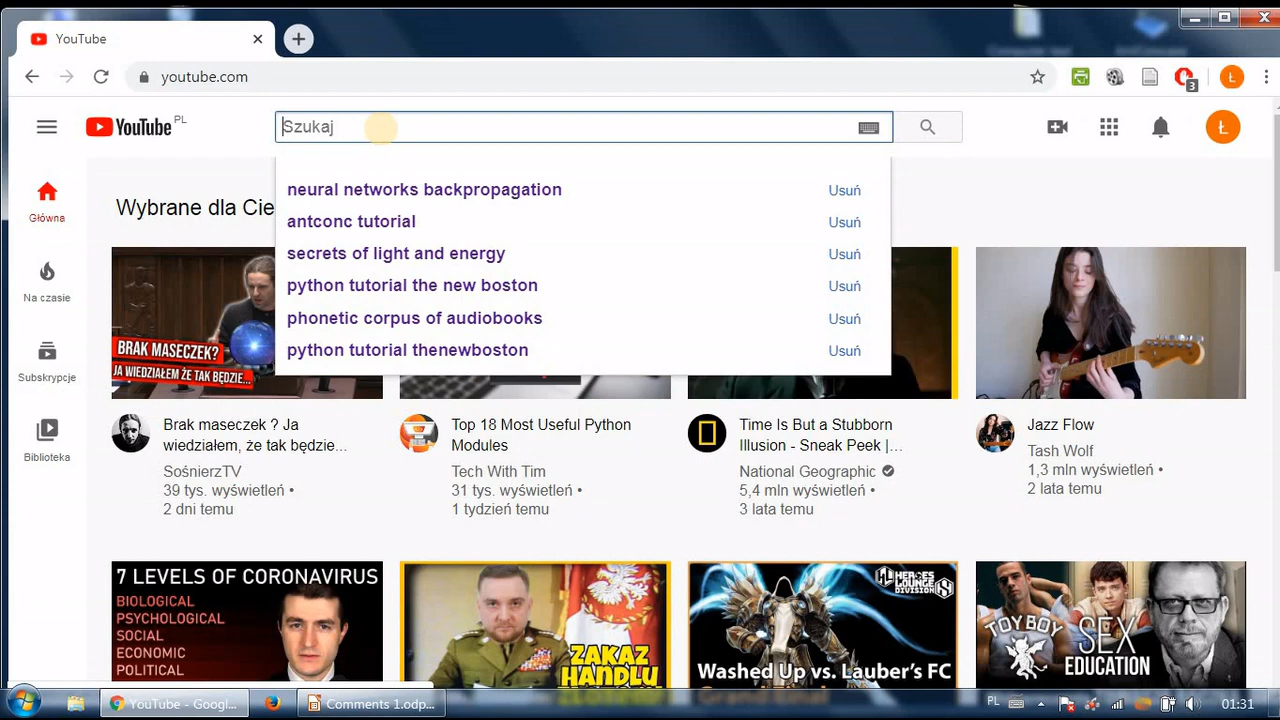 YouTube
youtube.com
3
Ł
YouTube PL
Szukaj
Ł
neural networks backpropagation Usuń
antconc tutorial Usuń
secrets of light and energy Usuń
python tutorial the new boston Usuń
phonetic corpus of audiobooks Usuń
python tutorial thenewboston Usuń
Główna
Na czasie
Subskrypcje
Biblioteka
Wybrane dla Cie
BRAK MASECZEK?
JA WIEDZIAŁEM ŻE TAK BĘDZIE...
Brak maseczek ? Ja
wiedziałem, że tak będzie...
SośnierzTV
39 tys. wyświetleń •
2 dni temu
Top 18 Most Useful Python
Modules
Tech With Tim
31 tys. wyświetleń •
1 tydzień temu
Time Is But a Stubborn
Illusion - Sneak Peek |...
National Geographic
5,4 mln wyświetleń •
3 lata temu
Jazz Flow
Tash Wolf
1,3 mln wyświetleń •
2 lata temu
7 LEVELS OF CORONAVIRUS
BIOLOGICAL
PSYCHOLOGICAL
SOCIAL
ECONOMIC
POLITICAL
ZAKAZ
HANDLU
HEROES
LOUNGE
DIVISION
Washed Up vs. Lauber's FC
TOY BOY
SEX
EDUCATION
YouTube - Googl...
Comments 1.odp...
PL
01:31